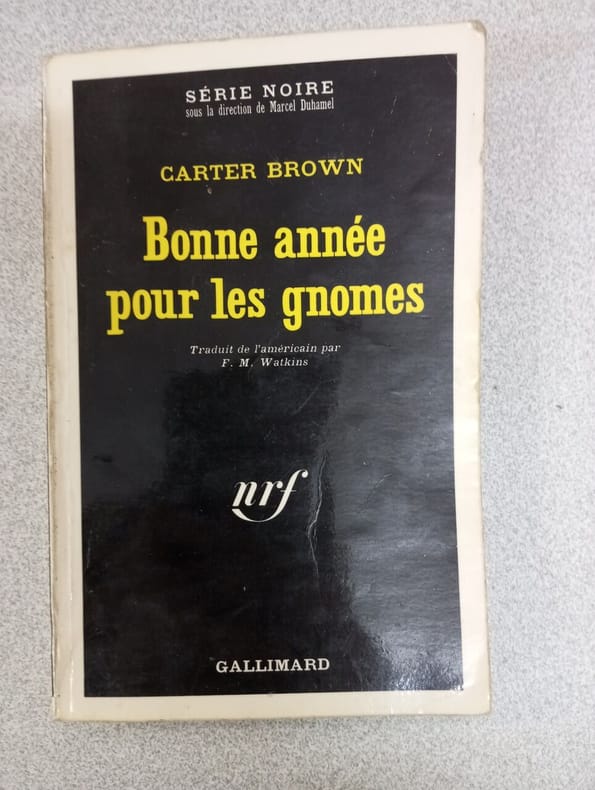 SÉRIE NOIRE
sous la direction de Marcel Duhamel
CARTER BROWN
Bonne année
pour les gnomes
Traduit de l'américain par
F. M. Watkins
nrf
GALLIMARD